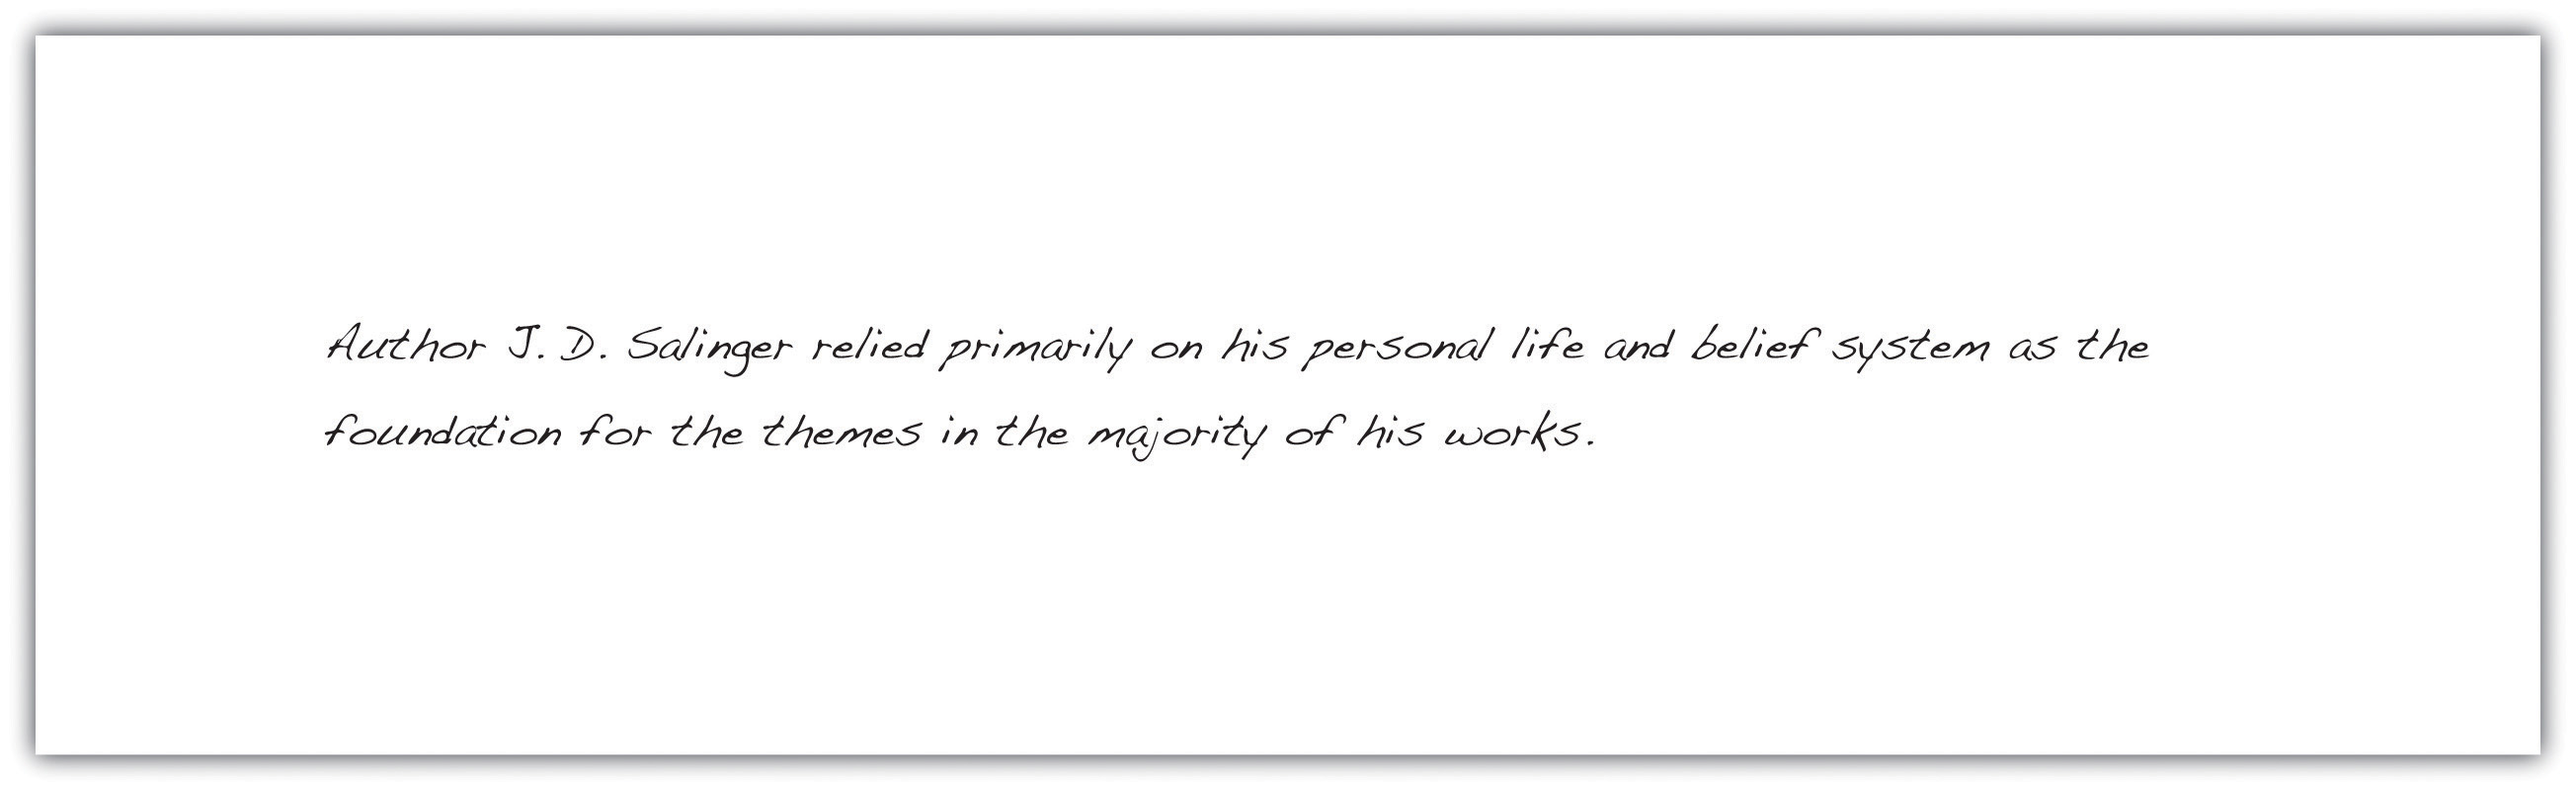 Author J. D. Salinger relied primarily on his personal life and belief system as the
foundation for the themes in the majority of his works.